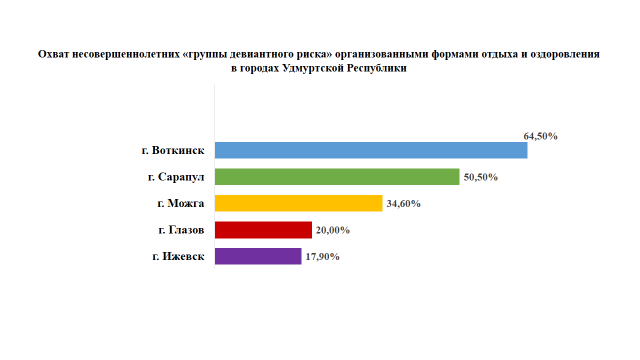 Охват несовершеннолетних «группы девиантного риска» организованными формами отдыха и оздоровления
в городах Удмуртской Республики
г. Воткинск 64,50%
г. Сарапул 50,50%
г. Можга 34,60%
г. Глазов 20,00%
г. Ижевск 17,90%